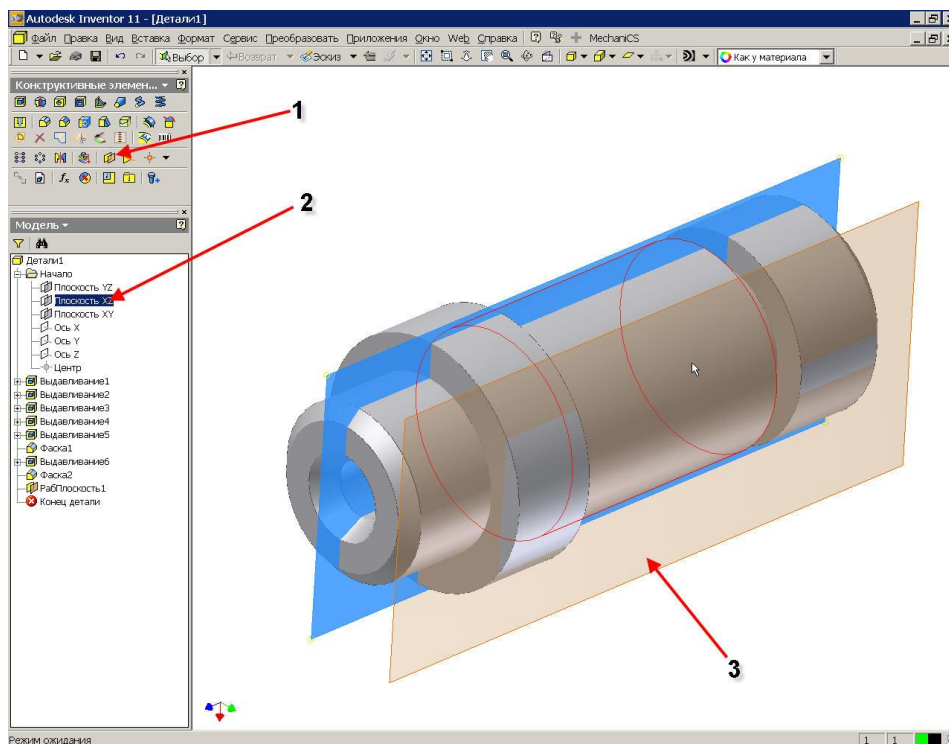 Autodesk Inventor 11 - [Детали1]
Файл Правка Вид Вставка Формат Сервис Преобразовать Приложения Окно Web Справка MechaniCS
Выбор Возврат Эскиз Как у материала
Конструктивные элемен...
1
2
Модель
Детали1
Начало
Плоскость YZ
Плоскость XZ
Плоскость XY
Ось X
Ось Y
Ось Z
Центр
Выдавливание1
Выдавливание2
Выдавливание3
Выдавливание4
Выдавливание5
Фаска1
Выдавливание6
Фаска2
РабПлоскость1
Конец детали
3
Режим ожидания 1 1